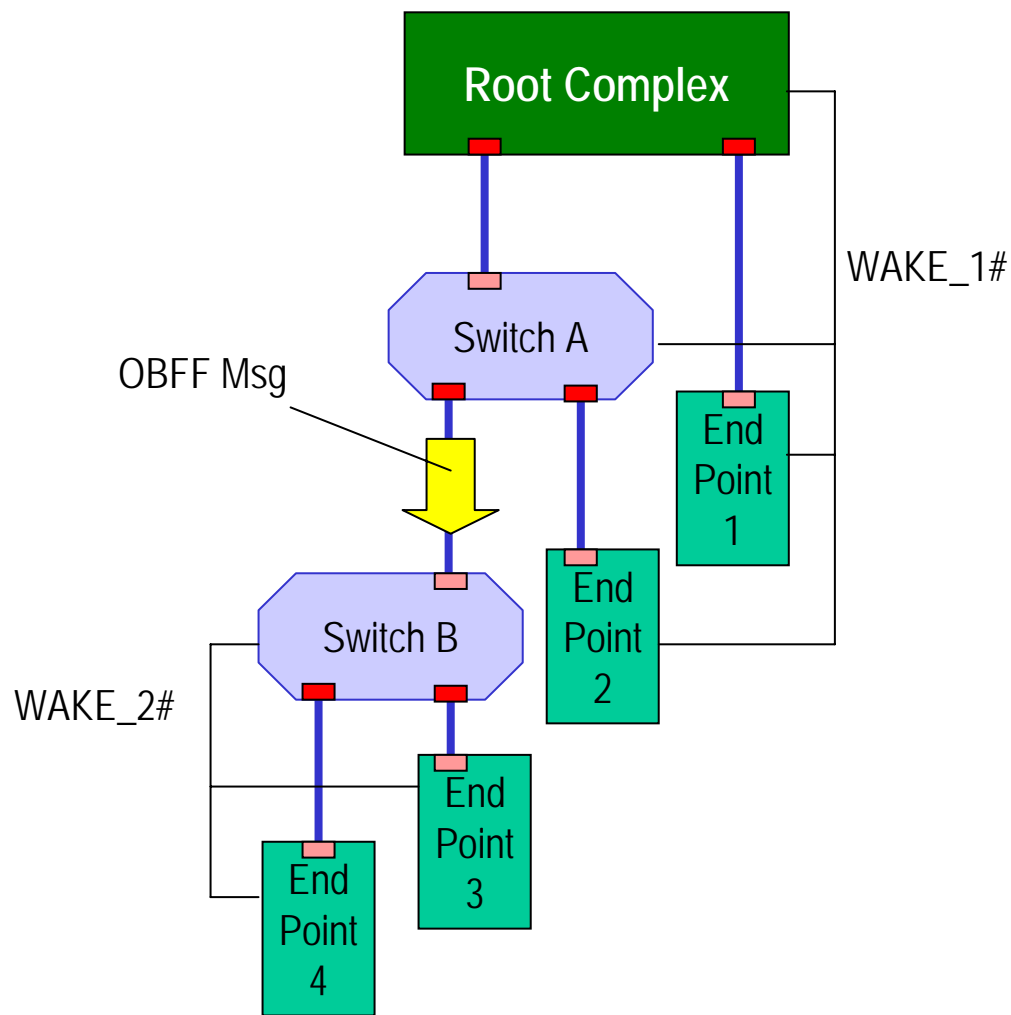 Root Complex
WAKE_1#
Switch A
OBFF Msg
End
Point
1
End
Point
2
Switch B
WAKE_2#
End
Point
3
End
Point
4